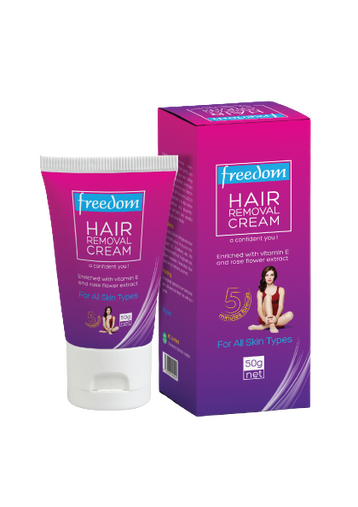 freedom
HAIR
REMOVAL
CREAM
a confident you !
Enriched with vitamin E
and rose flower extract
For All Skin Types
50g
freedom
HAIR
REMOVAL
CREAM
a confident you !
Enriched with vitamin E
and rose flower extract
5
minutes
For All Skin Types
50g
net